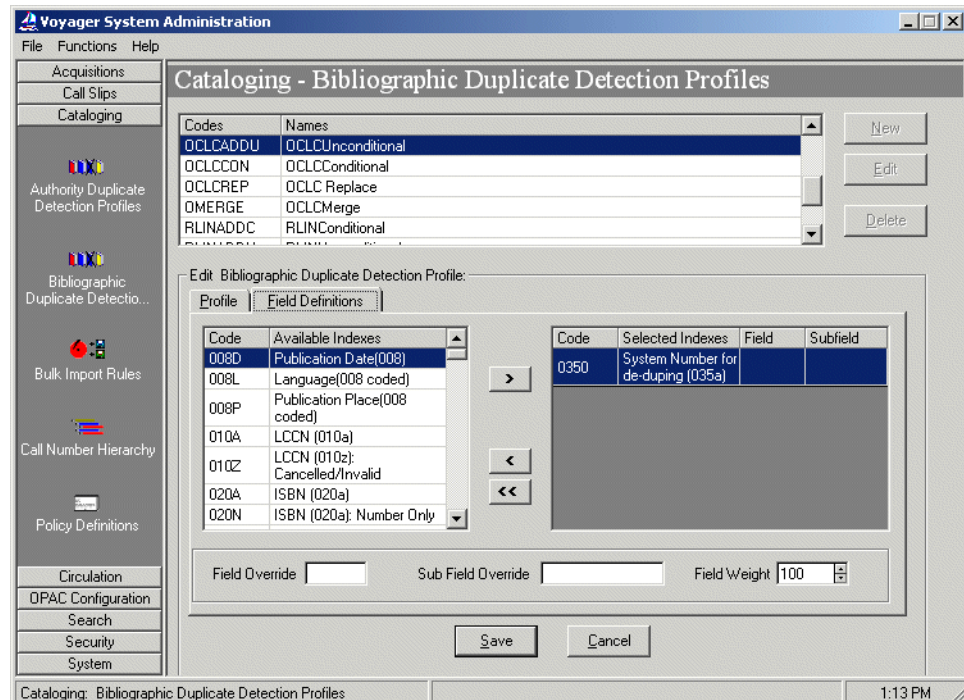 Voyager System Administration
File Functions Help
Acquisitions
Call Slips
Cataloging
Authority Duplicate
Detection Profiles
Bibliographic
Duplicate Detectio...
Bulk Import Rules
Call Number Hierarchy
Policy Definitions
Circulation
OPAC Configuration
Search
Security
System
Cataloging - Bibliographic Duplicate Detection Profiles
Codes Names
OCLCADDU OCLCUnconditional
OCLCCON OCLCConditional
OCLCREP OCLC Replace
OMERGE OCLCMerge
RLINADDC RLINConditional
New
Edit
Delete
Edit Bibliographic Duplicate Detection Profile:
Profile Field Definitions
Code Available Indexes
008D Publication Date(008)
008L Language(008 coded)
008P Publication Place(008
coded)
010A LCCN (010a)
010Z LCCN (010z):
Cancelled/Invalid
020A ISBN (020a)
020N ISBN (020a): Number Only
>
<
<<
Code Selected Indexes Field Subfield
0350 System Number for
de-duping (035a)
Field Override Sub Field Override Field Weight 100
Save Cancel
Cataloging: Bibliographic Duplicate Detection Profiles 1:13 PM